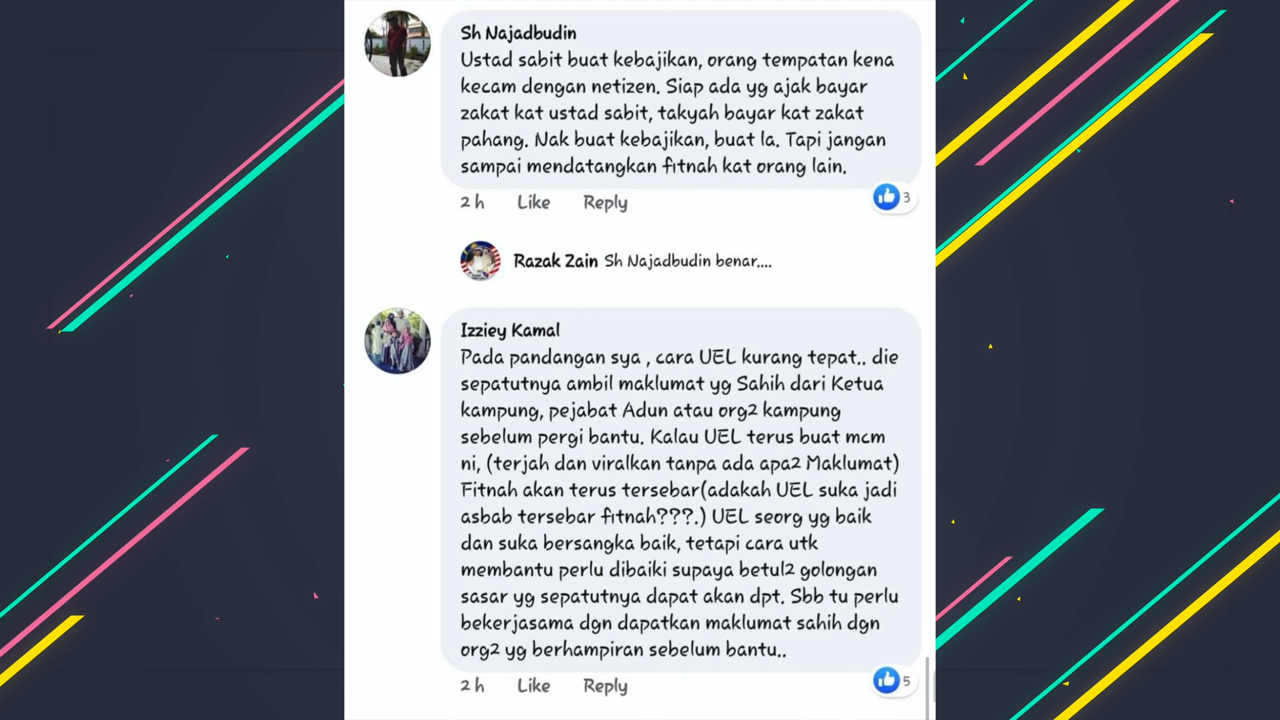 Sh Najadbudin
Ustad sabit buat kebajikan, orang tempatan kena
kecam dengan netizen. Siap ada yg ajak bayar
zakat kat ustad sabit, takyah bayar kat zakat
pahang. Nak buat kebajikan, buat la. Tapi jangan
sampai mendatangkan fitnah kat orang lain.
2 h Like Reply 3
Razak Zain Sh Najadbudin benar....
Izziey Kamal
Pada pandangan sya , cara UEL kurang tepat.. die
sepatutnya ambil maklumat yg Sahih dari Ketua
kampung, pejabat Adun atau org2 kampung
sebelum pergi bantu. Kalau UEL terus buat mcm
ni, (terjah dan viralkan tanpa ada apa2 Maklumat)
Fitnah akan terus tersebar(adakah UEL suka jadi
asbab tersebar fitnah???.) UEL seorg yg baik
dan suka bersangka baik, tetapi cara utk
membantu perlu dibaiki supaya betul2 golongan
sasar yg sepatutnya dapat akan dpt. Sbb tu perlu
bekerjasama dgn dapatkan maklumat sahih dgn
org2 yg berhampiran sebelum bantu..
2 h Like Reply 5